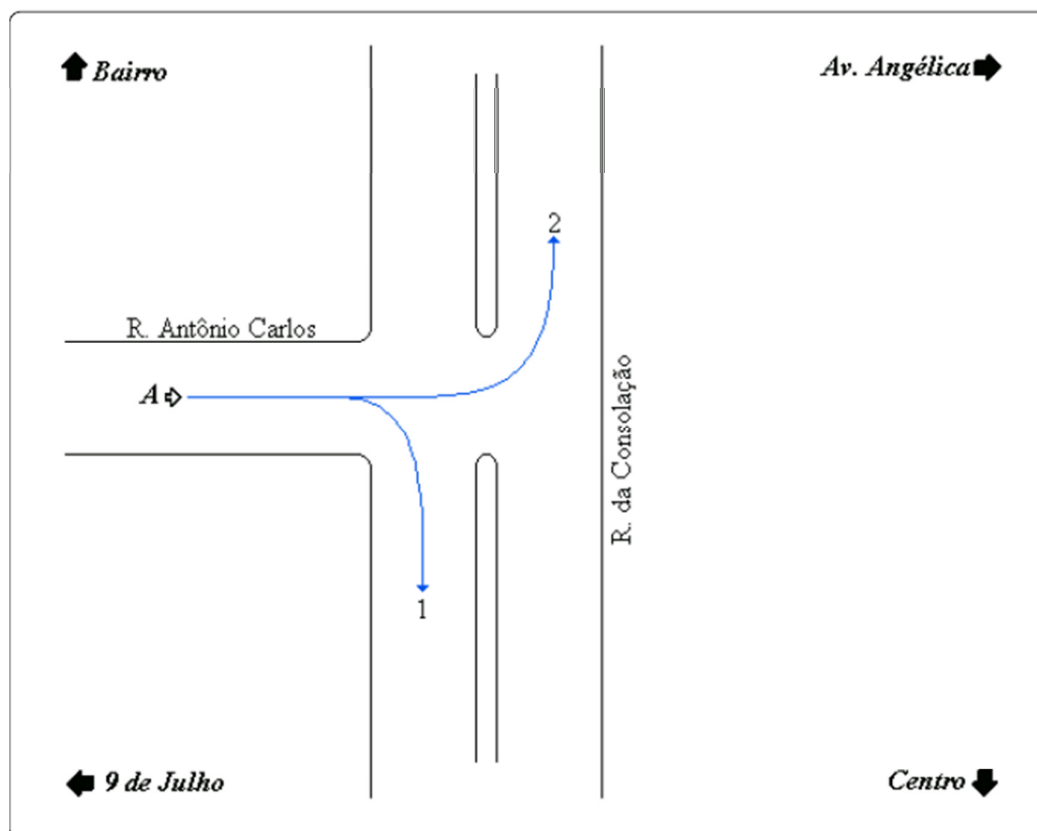 Bairro
Av. Angélica
2
R. Antônio Carlos
A
R. da Consolação
1
9 de Julho
Centro